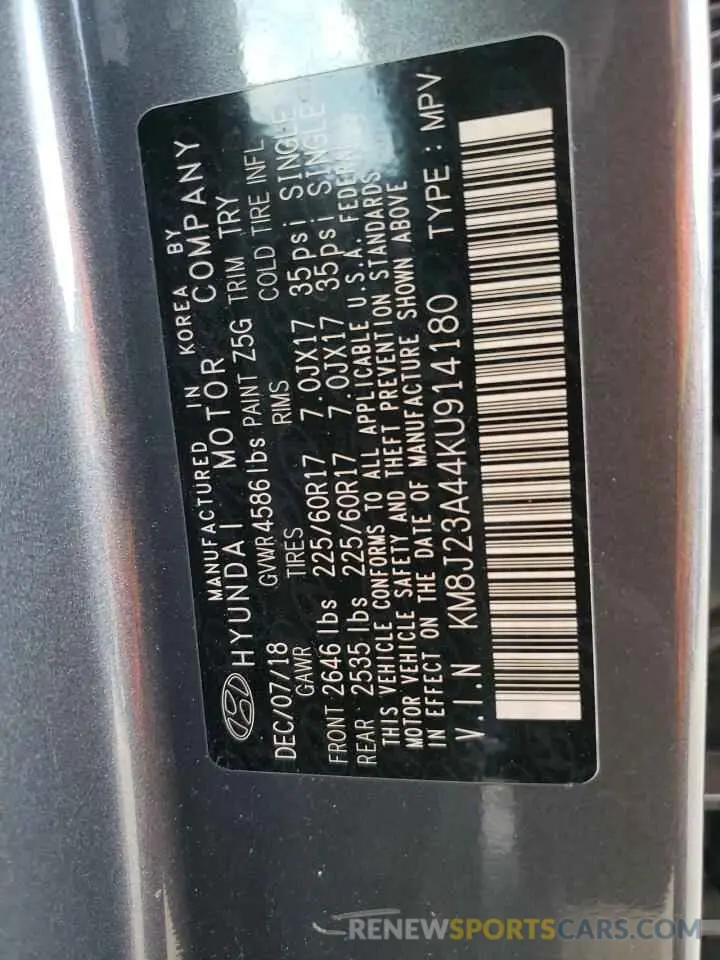 MANUFACTURED IN KOREA BY
HYUNDAI MOTOR COMPANY
DEC/07/18 GVWR 4586 lbs PAINT Z5G TRIM TRY
GAWR TIRES RIMS COLD TIRE INFL
FRONT 2646 lbs 225/60R17 7.0JX17 35psi SINGLE
REAR 2535 lbs 225/60R17 7.0JX17 35psi SINGLE
THIS VEHICLE CONFORMS TO ALL APPLICABLE U.S.A.
MOTOR VEHICLE SAFETY AND THEFT PREVENTION STANDARDS
IN EFFECT ON THE DATE OF MANUFACTURE SHOWN ABOVE
V.I.N KM8J23A44KU914180 TYPE : MPV
RENEWSPORTSCARS.COM